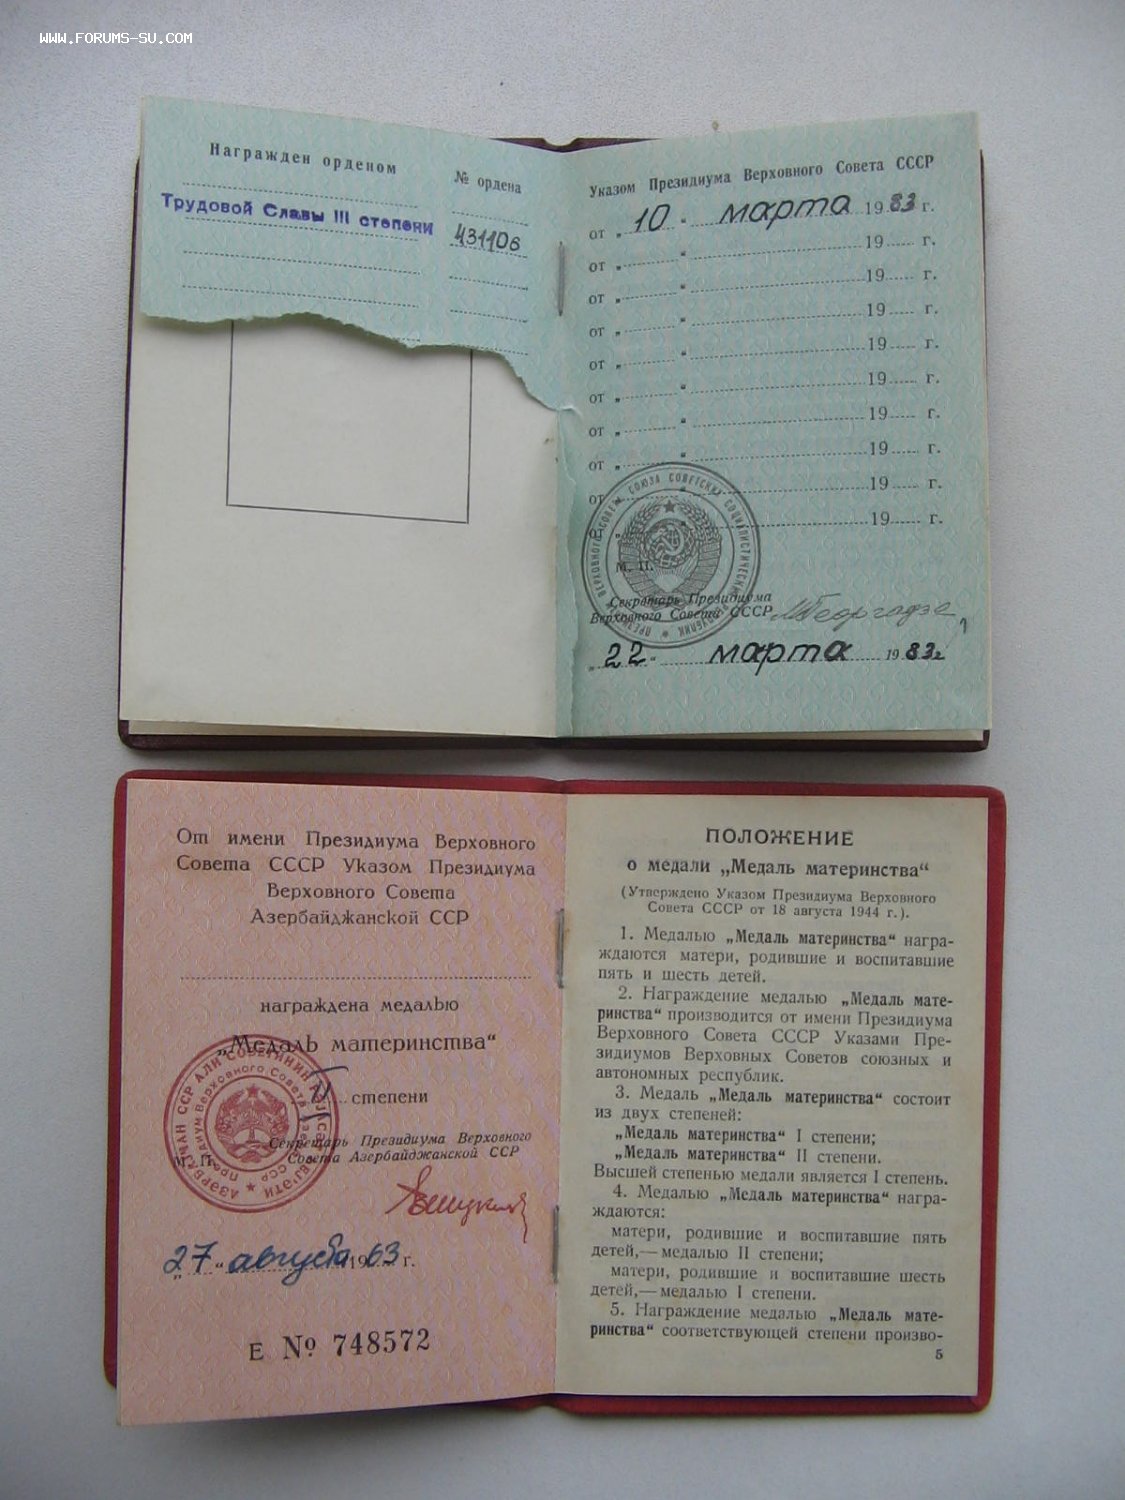 WWW.FORUMS-SU.COM
Награжден орденом
№ ордена
Трудовой Славы III степени
431106
Указом Президиума Верховного Совета СССР
от „ 10 “ марта 1983 г.
от „ “ 19 г.
от „ “ 19 г.
от „ “ 19 г.
от „ “ 19 г.
от „ “ 19 г.
от „ “ 19 г.
от „ “ 19 г.
от „ “ 19 г.
19 г.
М. П.
Секретарь Президиума
Верховного Совета СССР
МГеоргадзе
„ 22 “ марта 1983 г.
От имени Президиума Верховного
Совета СССР Указом Президиума
Верховного Совета
Азербайджанской ССР
награждена медалью
„Медаль материнства“
II степени
Секретарь Президиума Верховного
Совета Азербайджанской ССР
М. П.
„ 27 “ августа 1963 г.
Е № 748572
ПОЛОЖЕНИЕ
о медали „Медаль материнства“
(Утверждено Указом Президиума Верховного
Совета СССР от 18 августа 1944 г.).
1. Медалью „Медаль материнства“ награ-
ждаются матери, родившие и воспитавшие
пять и шесть детей.
2. Награждение медалью „Медаль мате-
ринства“ производится от имени Президиума
Верховного Совета СССР Указами Пре-
зидиумов Верховных Советов союзных и
автономных республик.
3. Медаль „Медаль материнства“ состоит
из двух степеней:
„Медаль материнства“ I степени;
„Медаль материнства“ II степени.
Высшей степенью медали является I степень.
4. Медалью „Медаль материнства“ награ-
ждаются:
матери, родившие и воспитавшие пять
детей,— медалью II степени;
матери, родившие и воспитавшие шесть
детей,— медалью I степени.
5. Награждение медалью „Медаль мате-
ринства“ соответствующей степени произво-
5